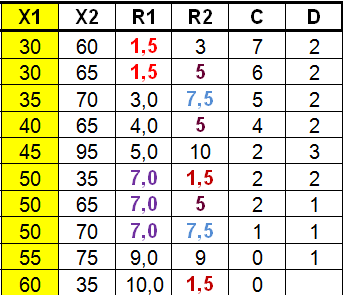 X1 X2 R1 R2 C D
30 60 1,5 3 7 2
30 65 1,5 5 6 2
35 70 3,0 7,5 5 2
40 65 4,0 5 4 2
45 95 5,0 10 2 3
50 35 7,0 1,5 2 2
50 65 7,0 5 2 1
50 70 7,0 7,5 1 1
55 75 9,0 9 0 1
60 35 10,0 1,5 0